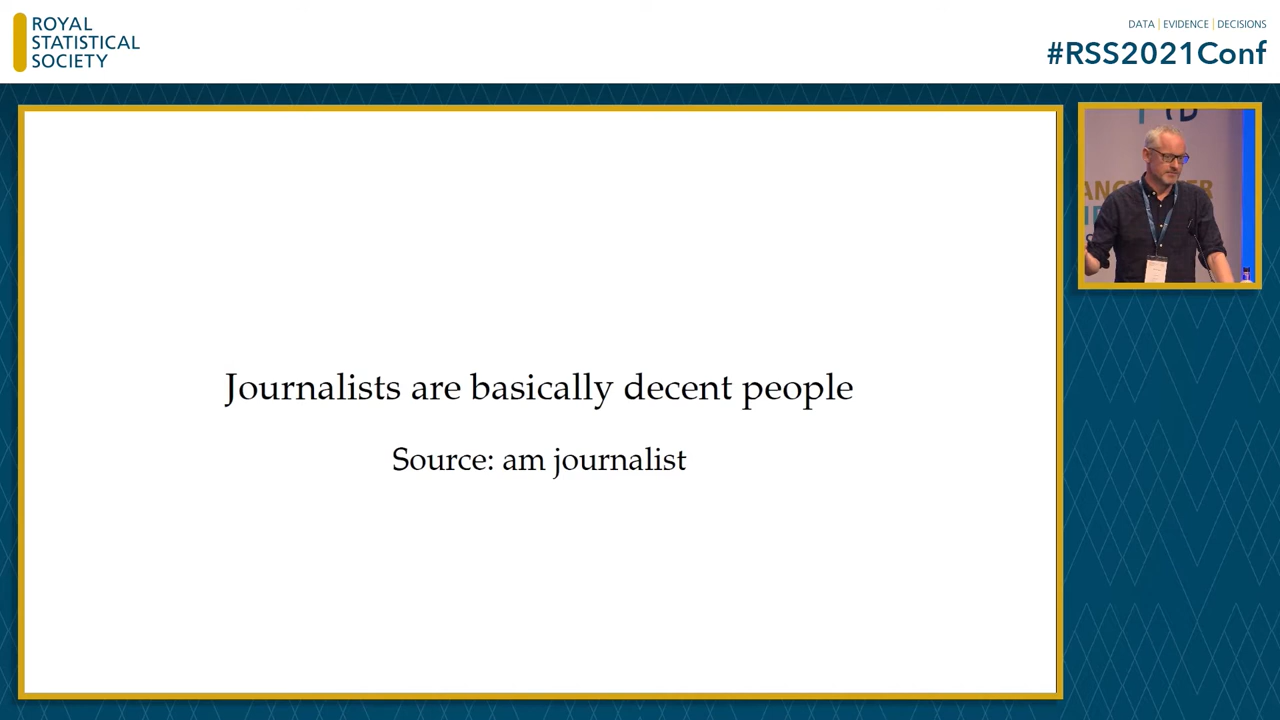 ROYAL
STATISTICAL
SOCIETY
DATA | EVIDENCE | DECISIONS
#RSS2021Conf
Journalists are basically decent people
Source: am journalist